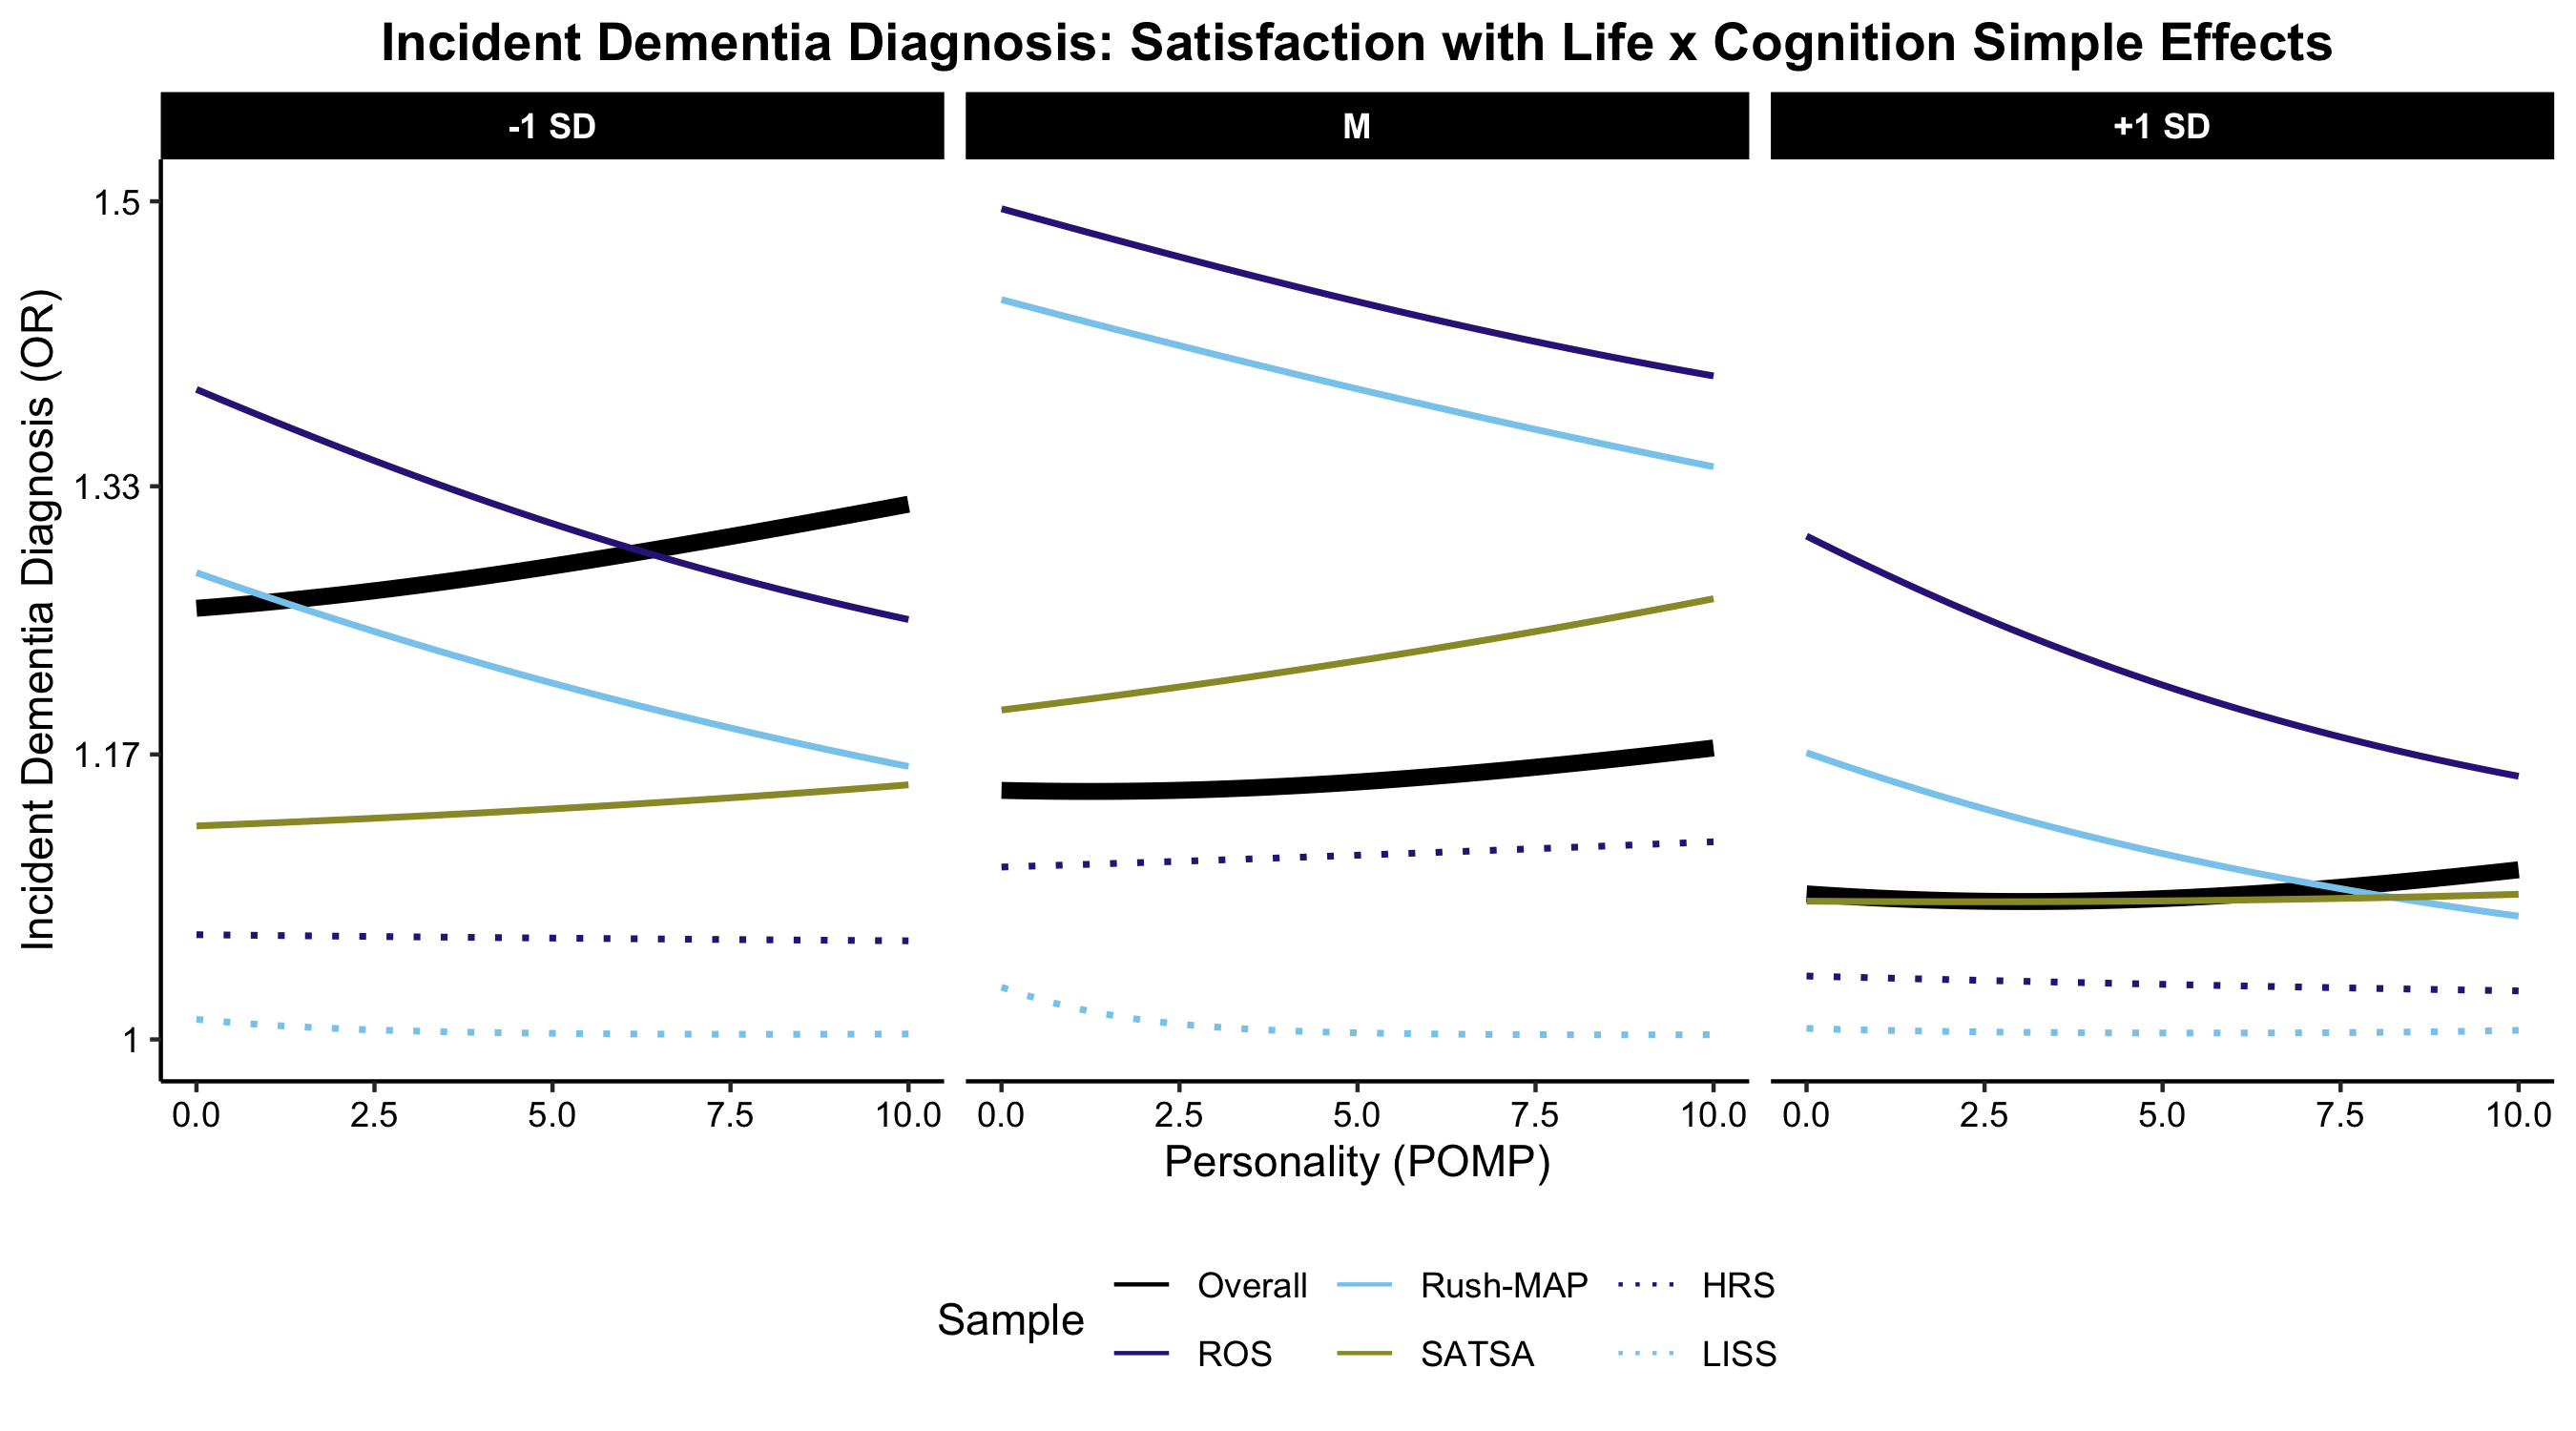 Incident Dementia Diagnosis: Satisfaction with Life x Cognition Simple Effects
-1 SD
M
+1 SD
Incident Dementia Diagnosis (OR)
1.5
1.33
1.17
1
0.0 2.5 5.0 7.5 10.0
0.0 2.5 5.0 7.5 10.0
0.0 2.5 5.0 7.5 10.0
Personality (POMP)
Sample
Overall Rush-MAP HRS
ROS SATSA LISS